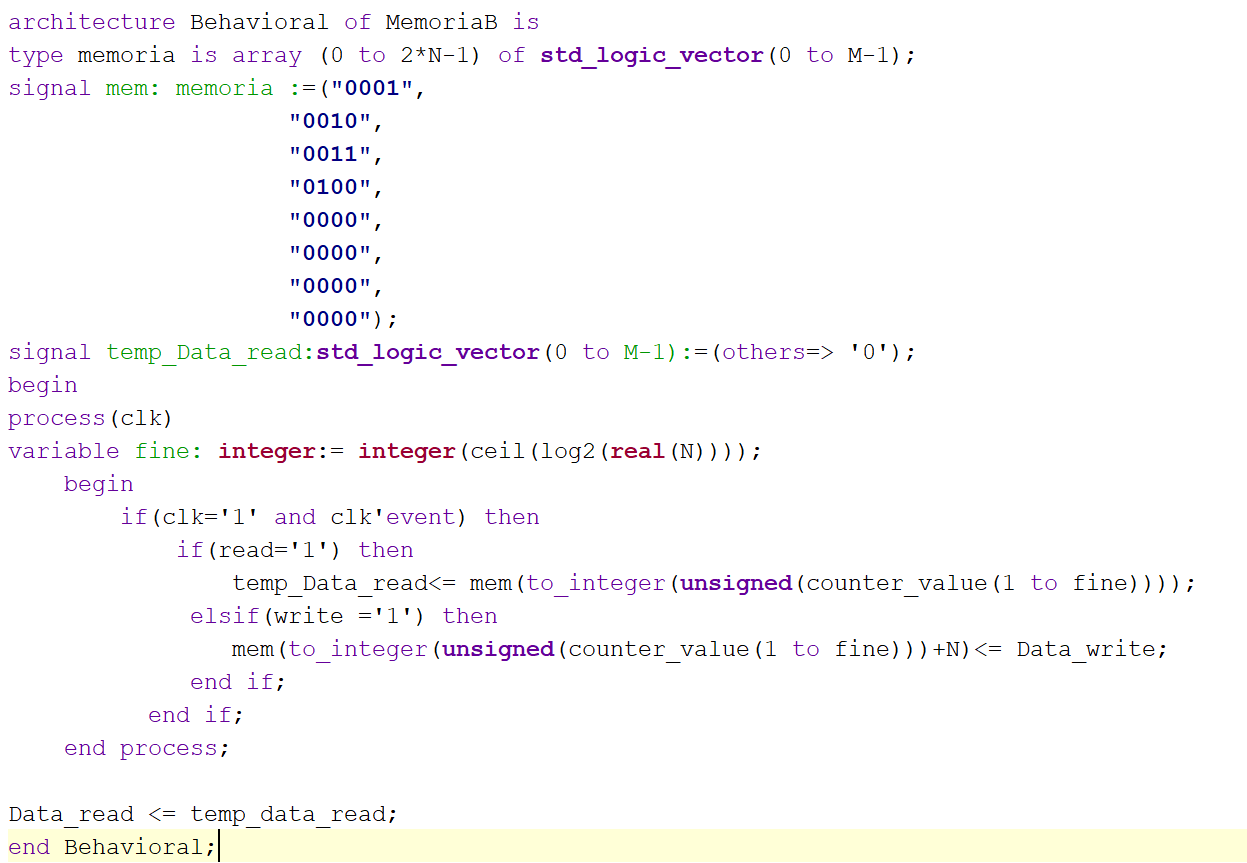 architecture Behavioral of MemoriaB is
type memoria is array (0 to 2*N-1) of std_logic_vector(0 to M-1);
signal mem: memoria :=("0001",
"0010",
"0011",
"0100",
"0000",
"0000",
"0000",
"0000");
signal temp_Data_read:std_logic_vector(0 to M-1):=(others=> '0');
begin
process(clk)
variable fine: integer:= integer(ceil(log2(real(N))));
begin
if(clk='1' and clk'event) then
if(read='1') then
temp_Data_read<= mem(to_integer(unsigned(counter_value(1 to fine))));
elsif(write ='1') then
mem(to_integer(unsigned(counter_value(1 to fine)))+N)<= Data_write;
end if;
end if;
end process;
Data_read <= temp_data_read;
end Behavioral;